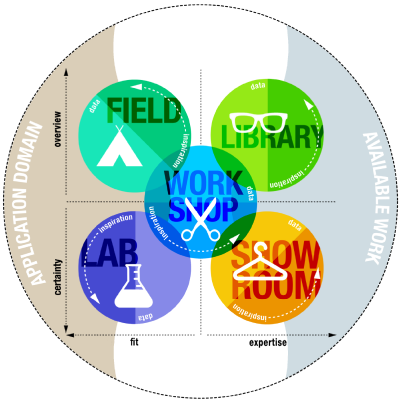 APPLICATION DOMAIN
AVAILABLE WORK
overview
certainty
fit
expertise
FIELD
data
inspiration
LIBRARY
data
inspiration
WORK
SHOP
data
inspiration
LAB
inspiration
data
SHOW
ROOM
data
inspiration